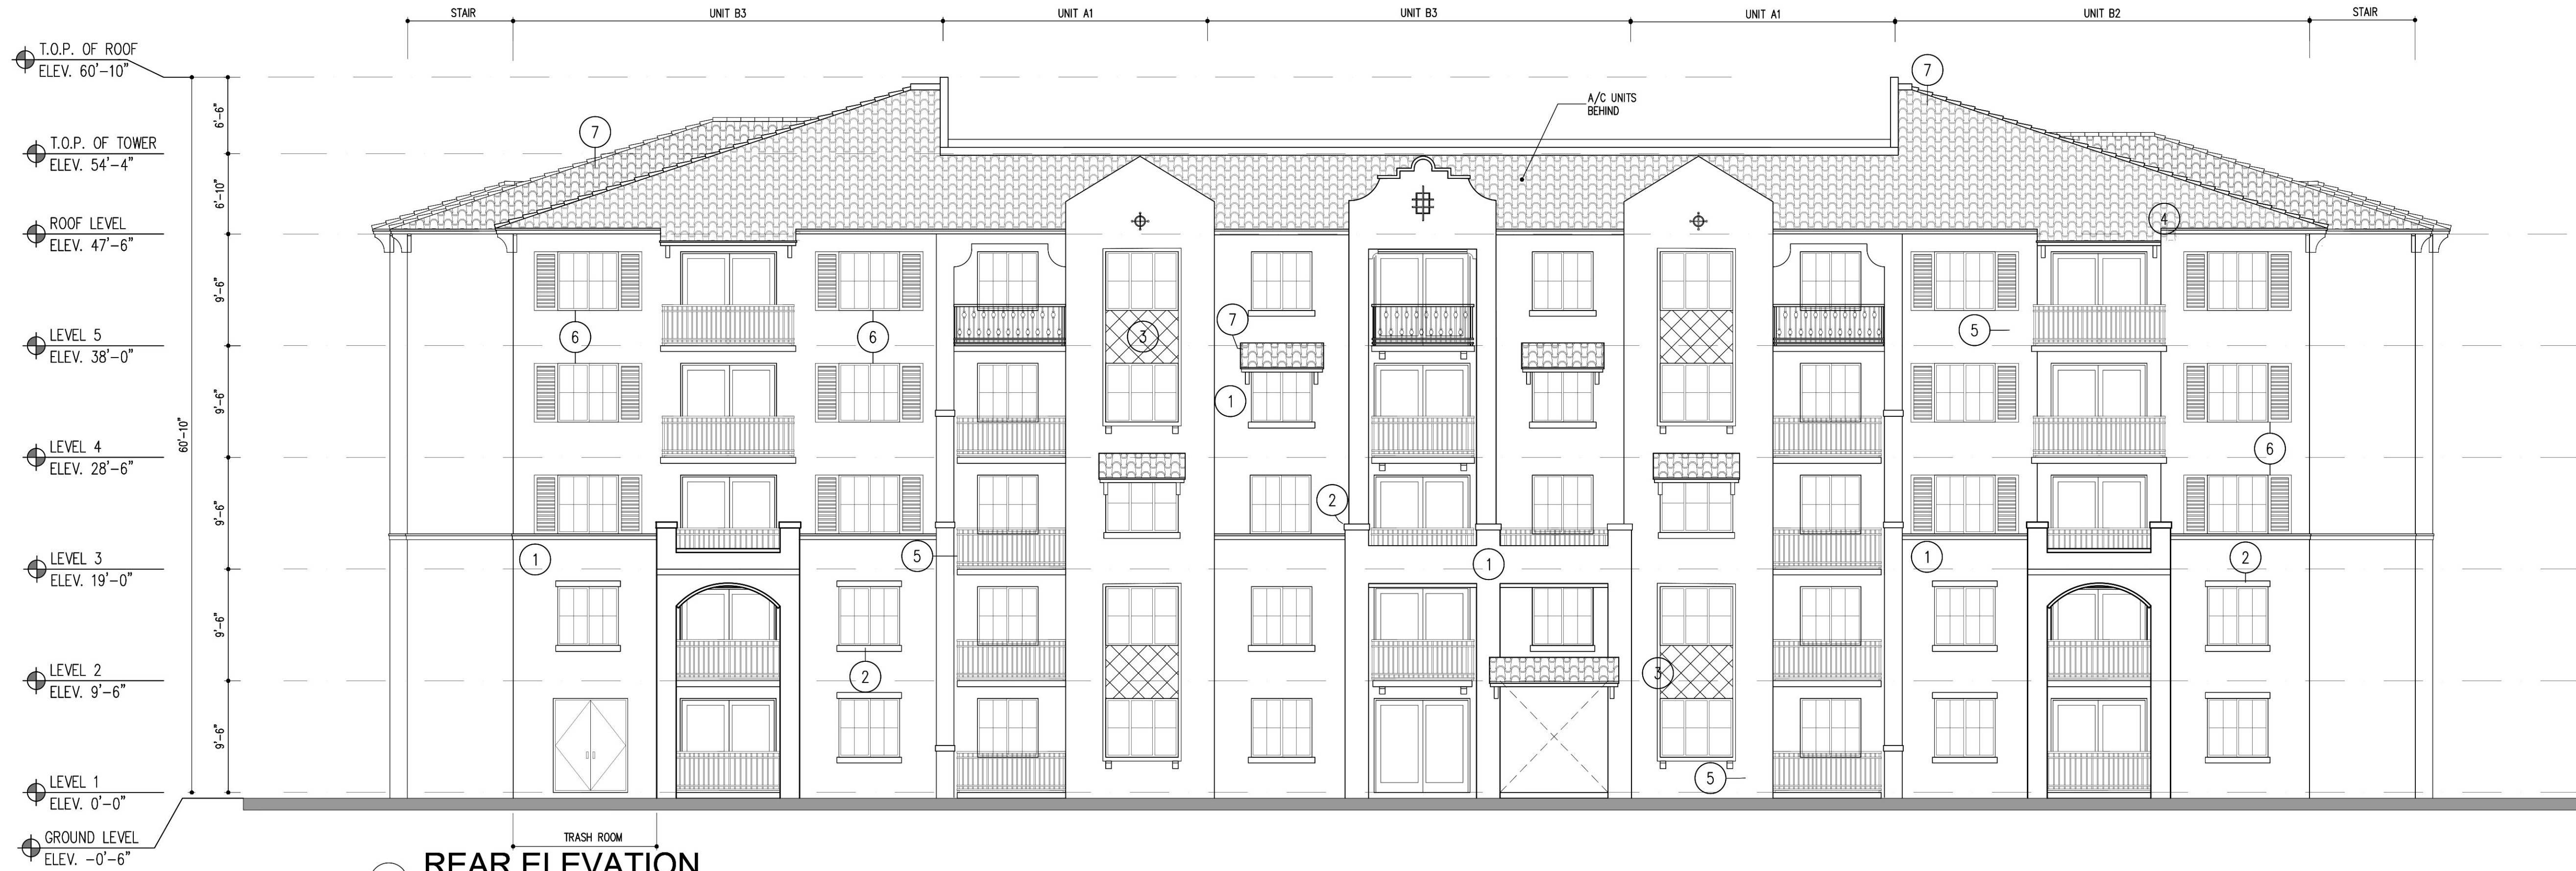 STAIR
UNIT B3
UNIT A1
UNIT B3
UNIT A1
UNIT B2
STAIR
T.O.P. OF ROOF
ELEV. 60'-10"
T.O.P. OF TOWER
ELEV. 54'-4"
ROOF LEVEL
ELEV. 47'-6"
LEVEL 5
ELEV. 38'-0"
LEVEL 4
ELEV. 28'-6"
LEVEL 3
ELEV. 19'-0"
LEVEL 2
ELEV. 9'-6"
LEVEL 1
ELEV. 0'-0"
GROUND LEVEL
ELEV. -0'-6"
60'-10"
6'-6"
6'-10"
9'-6"
9'-6"
9'-6"
9'-6"
9'-6"
A/C UNITS
BEHIND
7
7
4
6
6
3
7
5
1
6
2
1
5
1
1
2
2
3
5
TRASH ROOM
REAR ELEVATION